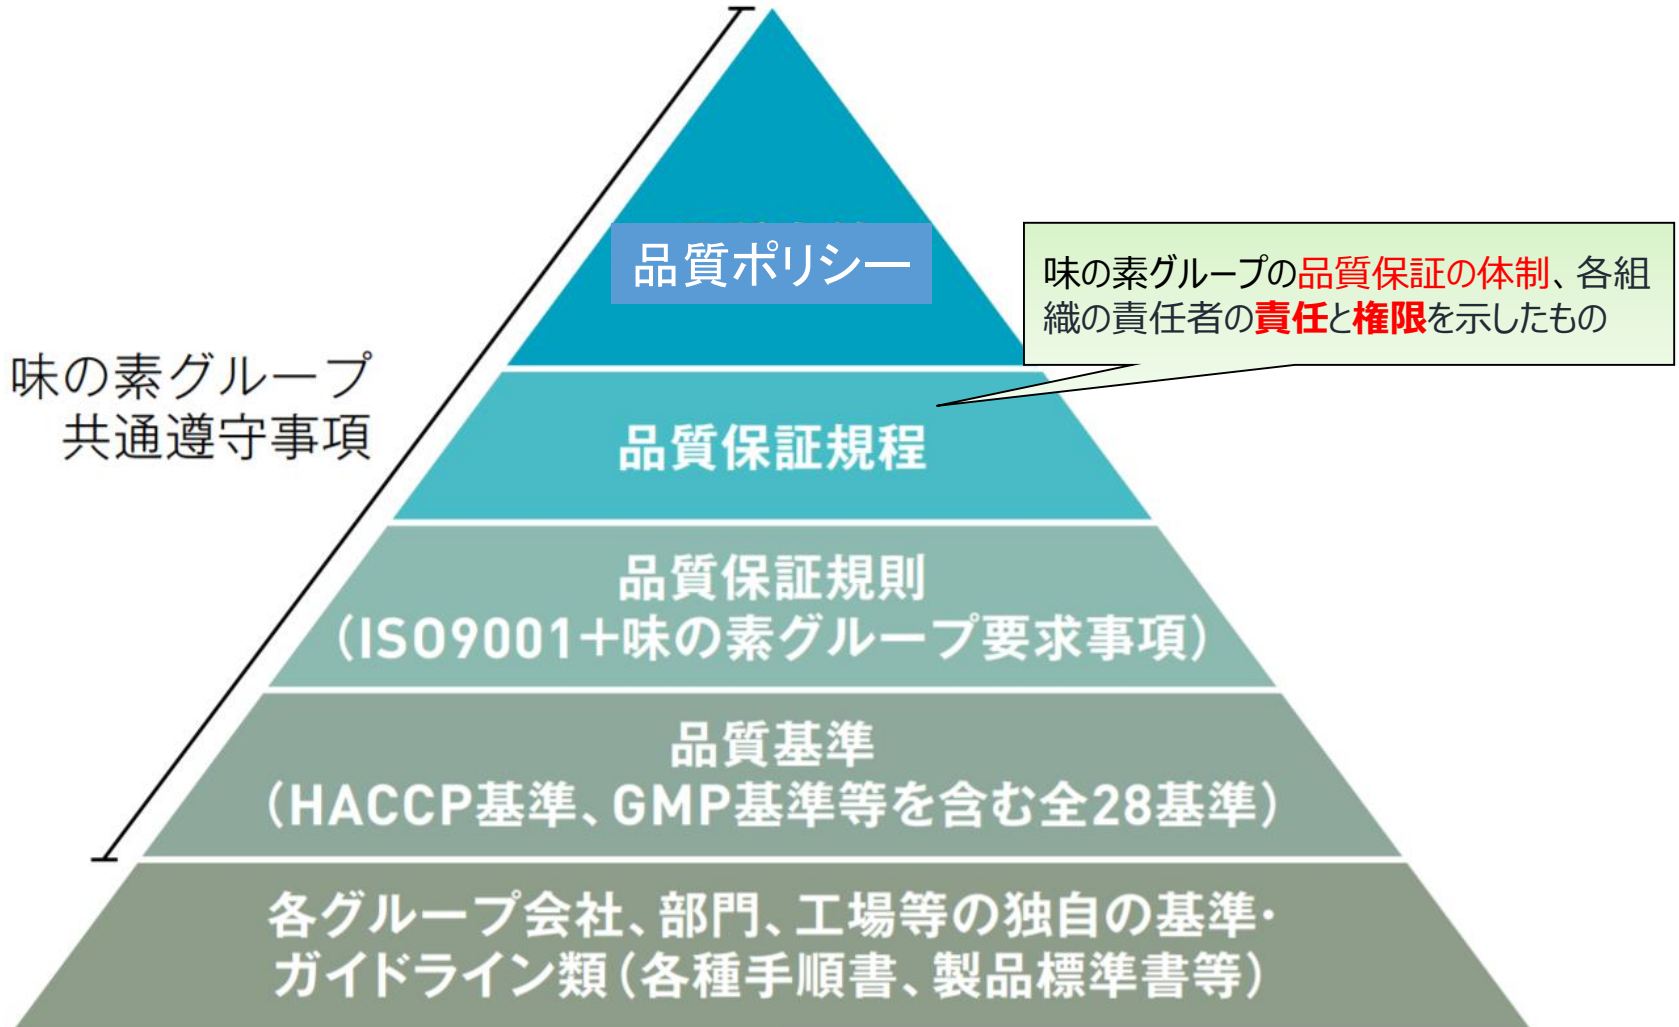 品質ポリシー
味の素グループの品質保証の体制、各組
織の責任者の責任と権限を示したもの
味の素グループ
共通遵守事項
品質保証規程
品質保証規則
（ISO9001＋味の素グループ要求事項）
品質基準
（HACCP基準、GMP基準等を含む全28基準）
各グループ会社、部門、工場等の独自の基準・
ガイドライン類（各種手順書、製品標準書等）